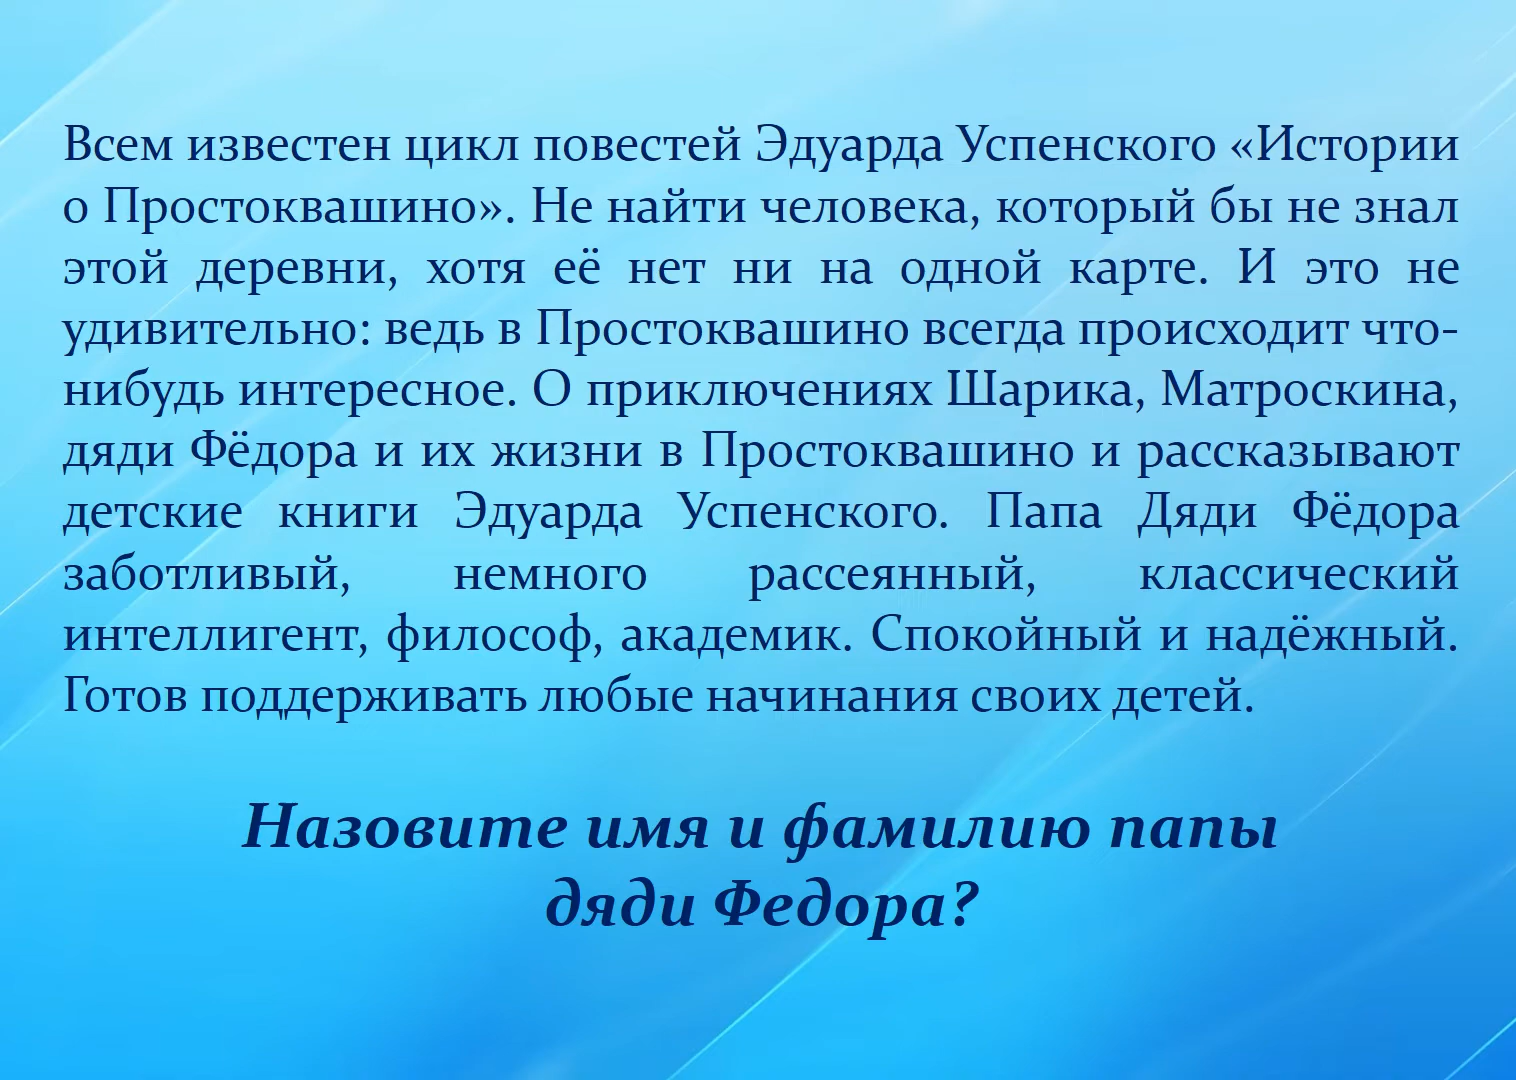 Всем известен цикл повестей Эдуарда Успенского «Истории
о Простоквашино». Не найти человека, который бы не знал
этой деревни, хотя её нет ни на одной карте. И это не
удивительно: ведь в Простоквашино всегда происходит что-
нибудь интересное. О приключениях Шарика, Матроскина,
дяди Фёдора и их жизни в Простоквашино и рассказывают
детские книги Эдуарда Успенского. Папа Дяди Фёдора
заботливый, немного рассеянный, классический
интеллигент, философ, академик. Спокойный и надёжный.
Готов поддерживать любые начинания своих детей.
Назовите имя и фамилию папы
дяди Федора?